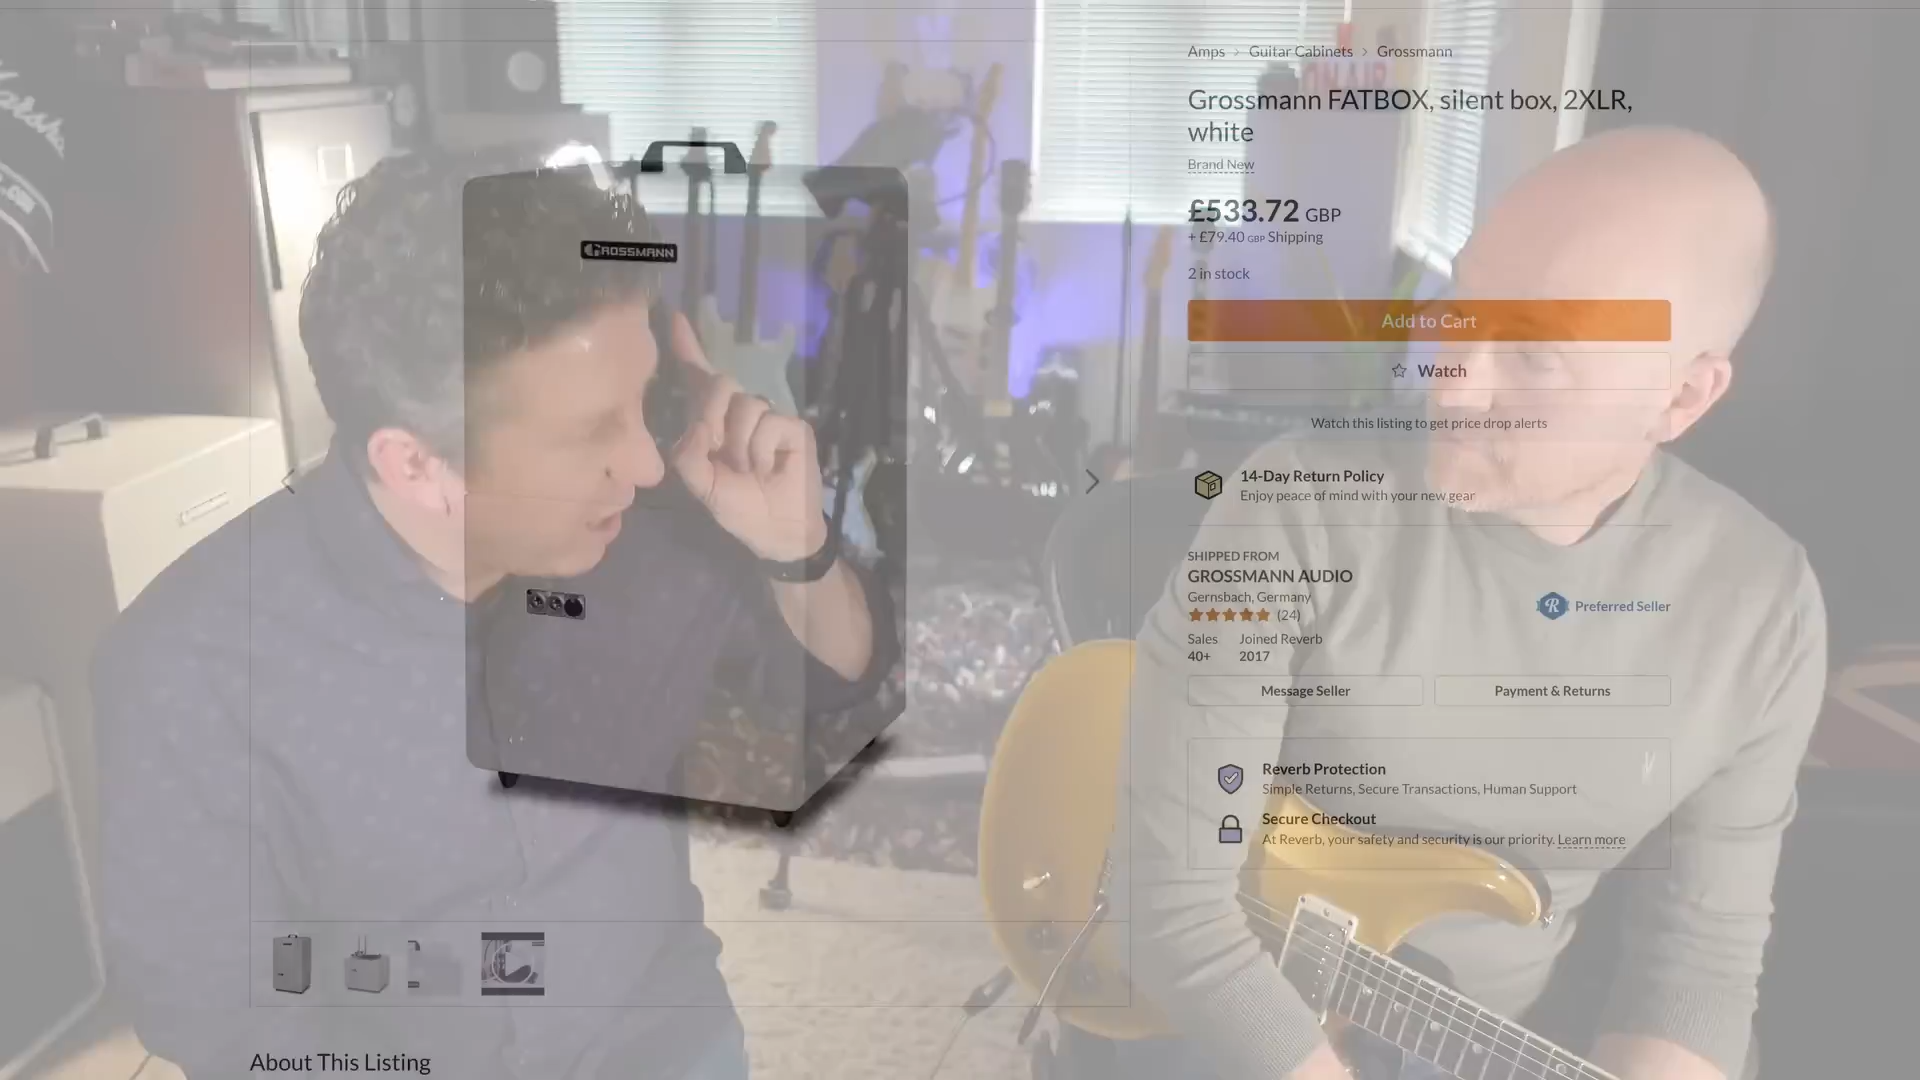 Amps > Guitar Cabinets > Grossmann
Grossmann FATBOX, silent box, 2XLR,
white
Brand New
£533.72 GBP
+ £79.40 GBP Shipping
2 in stock
Add to Cart
Watch
Watch this listing to get price drop alerts
14-Day Return Policy
Enjoy peace of mind with your new gear
SHIPPED FROM
GROSSMANN AUDIO
Gernsbach, Germany
(24)
Preferred Seller
Sales Joined Reverb
40+ 2017
Message Seller Payment & Returns
Reverb Protection
Simple Returns, Secure Transactions, Human Support
Secure Checkout
At Reverb, your safety and security is our priority. Learn more
GROSSMANN
About This Listing